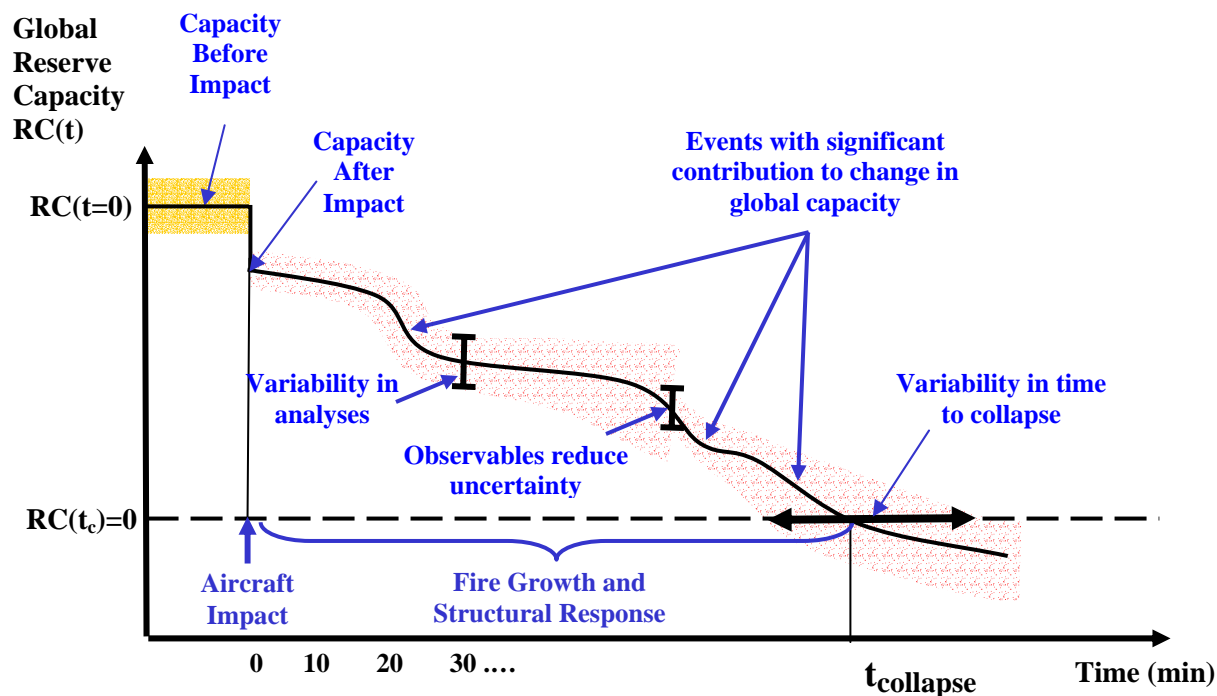 Global
Reserve
Capacity
RC(t)
Capacity
Before
Impact
Capacity
After
Impact
Events with significant
contribution to change in
global capacity
RC(t=0)
Variability in
analyses
Variability in time
to collapse
Observables reduce
uncertainty
RC(tc)=0
Aircraft
Impact
Fire Growth and
Structural Response
0 10 20 30 .…
tcollapse
Time (min)